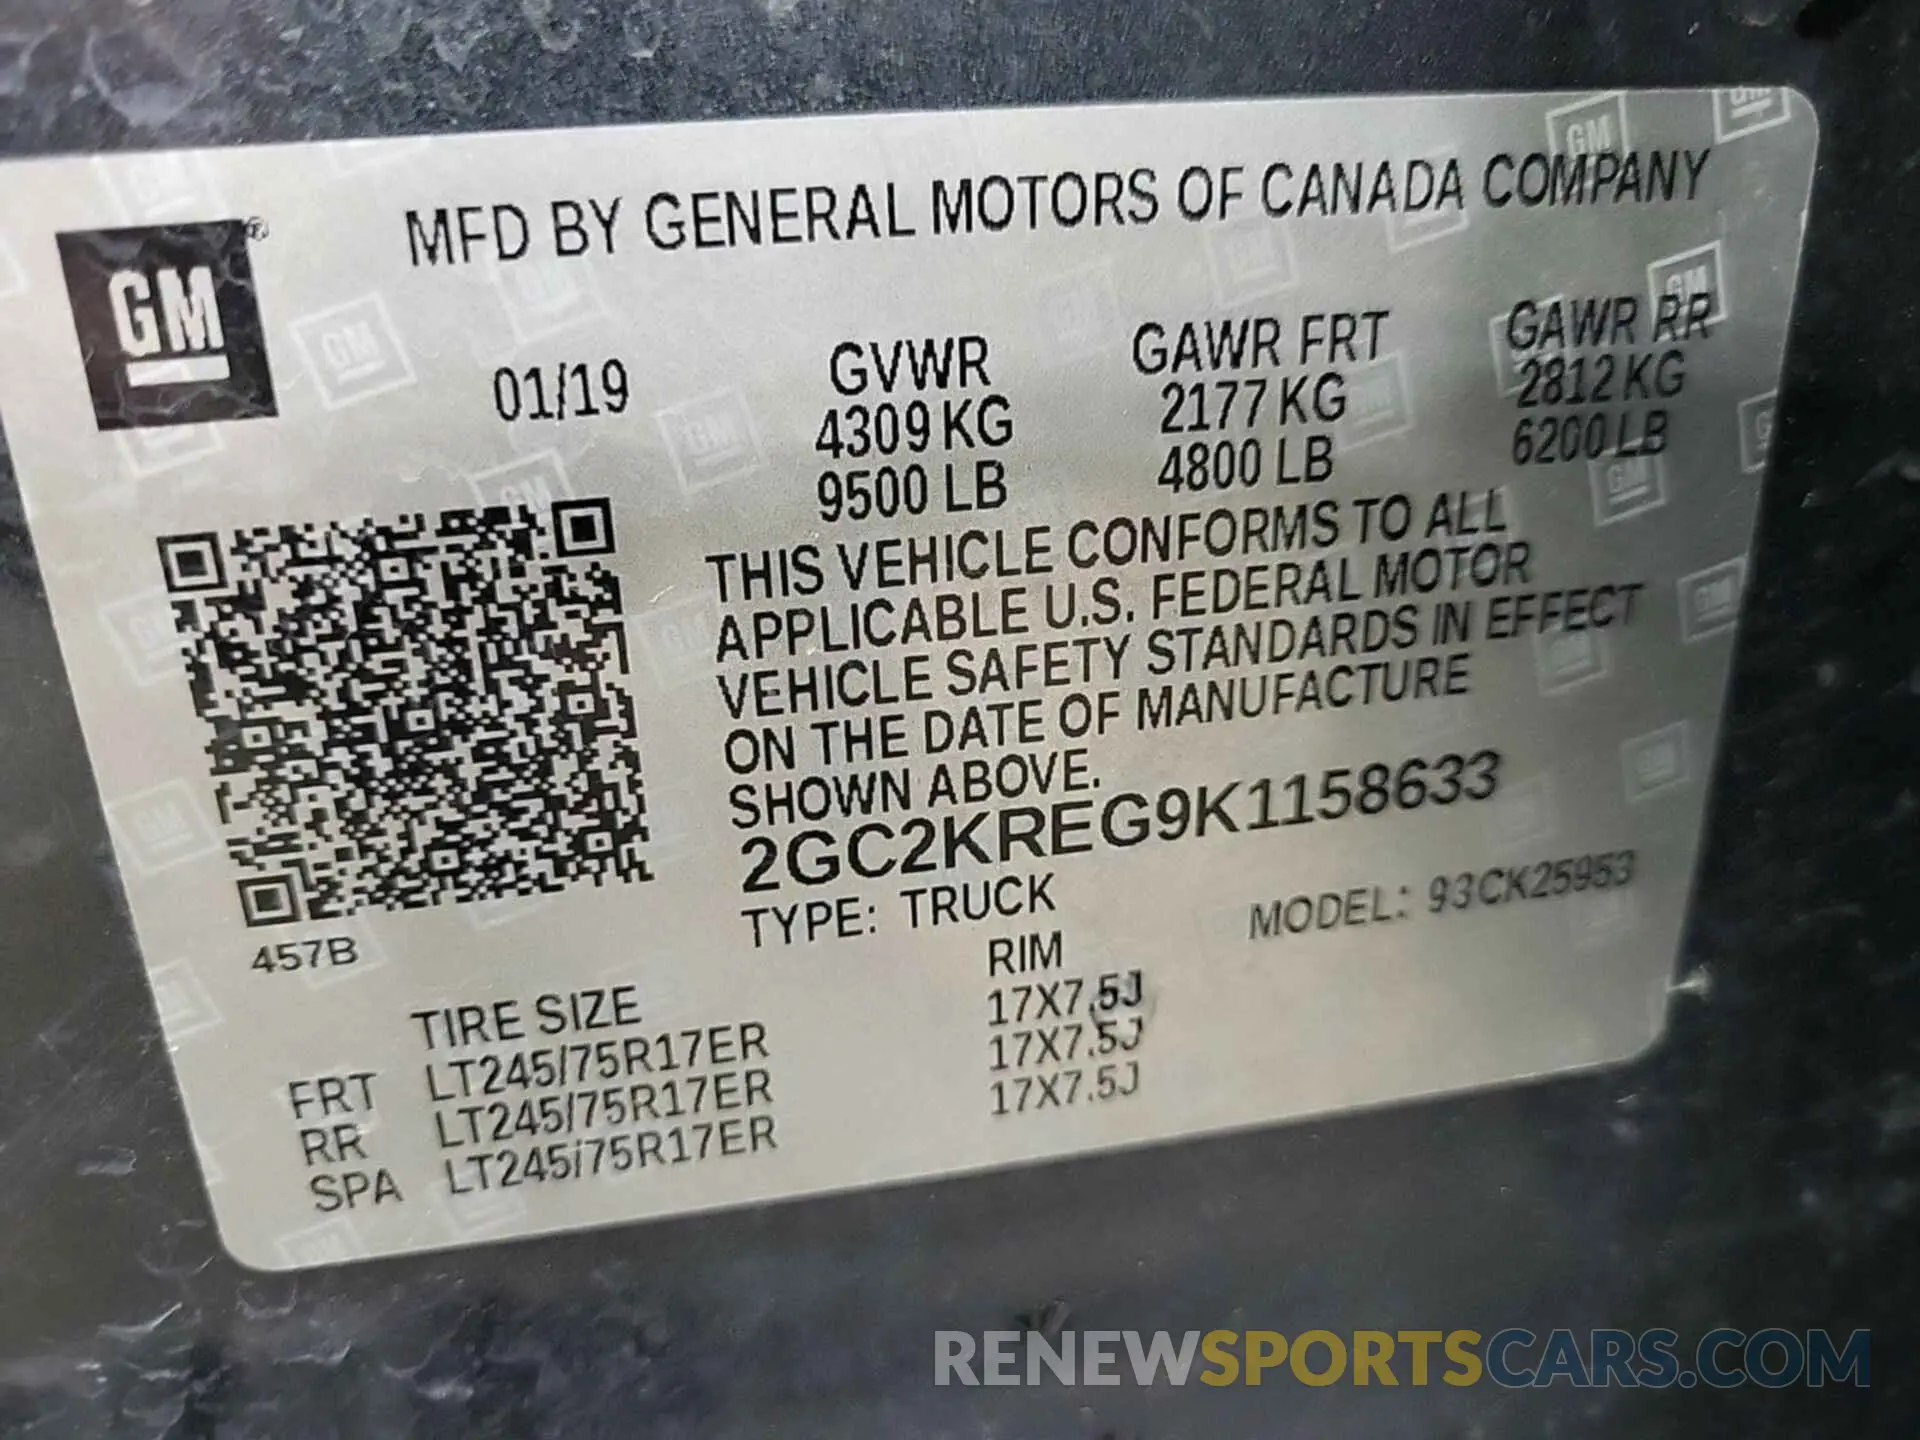 MFD BY GENERAL MOTORS OF CANADA COMPANY
GM ®
01/19
GVWR GAWR FRT GAWR RR
4309 KG 2177 KG 2812 KG
9500 LB 4800 LB 6200 LB
THIS VEHICLE CONFORMS TO ALL
APPLICABLE U.S. FEDERAL MOTOR
VEHICLE SAFETY STANDARDS IN EFFECT
ON THE DATE OF MANUFACTURE
SHOWN ABOVE.
2GC2KREG9K1158633
TYPE: TRUCK MODEL: 93CK25953
457B
TIRE SIZE RIM
FRT LT245/75R17ER 17X7.5J
RR LT245/75R17ER 17X7.5J
SPA LT245/75R17ER 17X7.5J
RENEWSPORTSCARS.COM